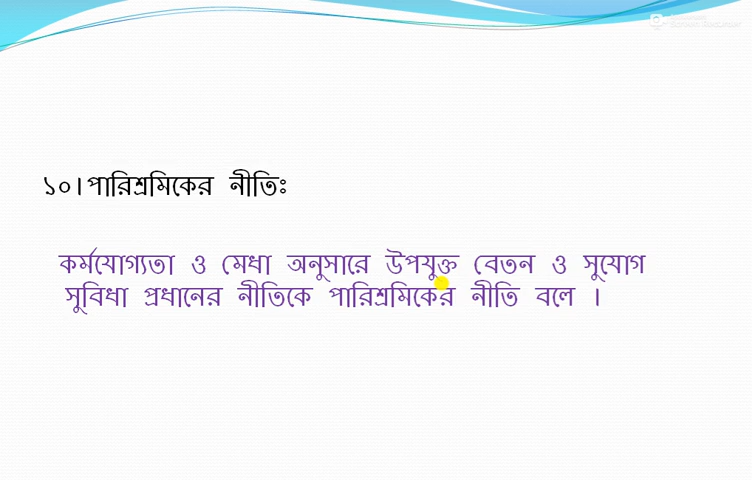 ১০। পারিশ্রমিকের নীতিঃ
কর্মযোগ্যতা ও মেধা অনুসারে উপযুক্ত বেতন ও সুযোগ
সুবিধা প্রধানের নীতিকে পারিশ্রমিকের নীতি বলে ।